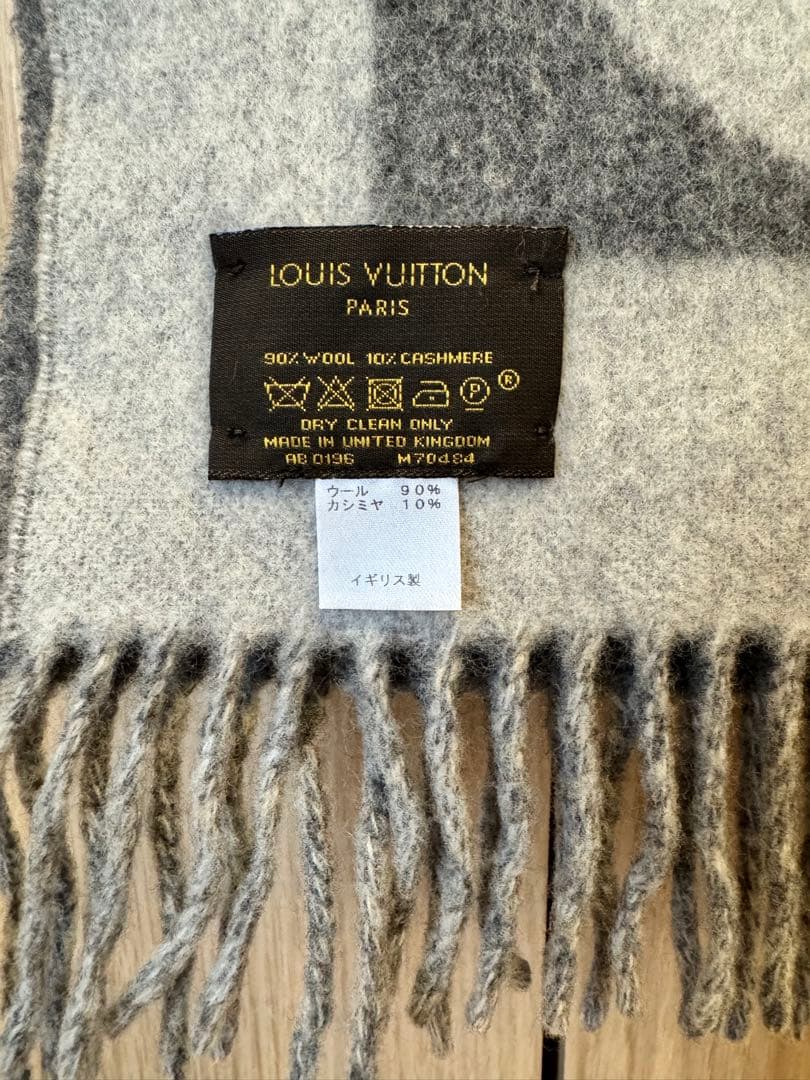 LOUIS VUITTON
PARIS
90% WOOL 10% CASHMERE
P ®
DRY CLEAN ONLY
MADE IN UNITED KINGDOM
AB 0196 M70484
ウール 90%
カシミヤ 10%
イギリス製